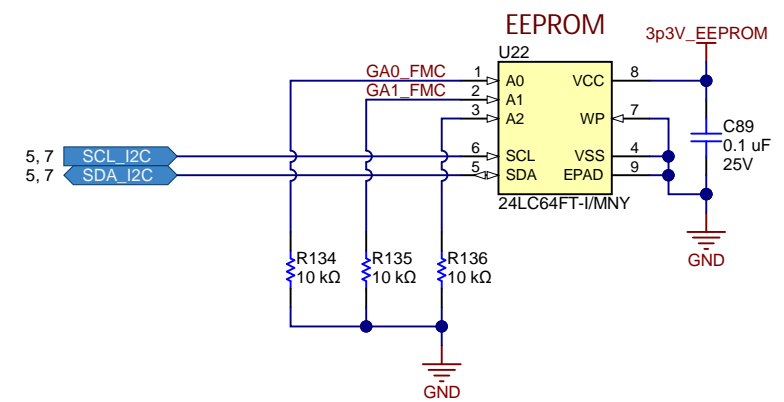 EEPROM
3p3V_EEPROM
U22
GA0_FMC 1 A0 VCC 8
GA1_FMC 2 A1
3 A2 WP 7
C89
0.1 uF
25V
5, 7 SCL_I2C 6 SCL VSS 4
5, 7 SDA_I2C 5 SDA EPAD 9
24LC64FT-I/MNY
GND
R134 R135 R136
10 kΩ 10 kΩ 10 kΩ
GND